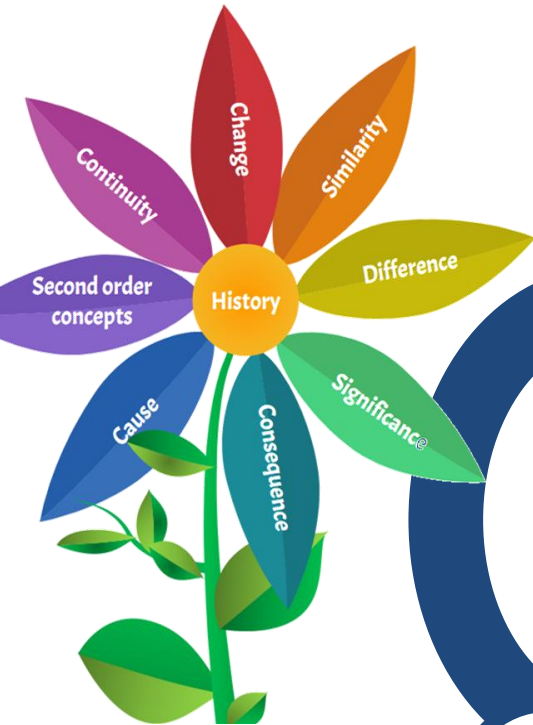 Change
Similarity
Continuity
Difference
Second order
concepts
History
Cause
Significance
Consequence